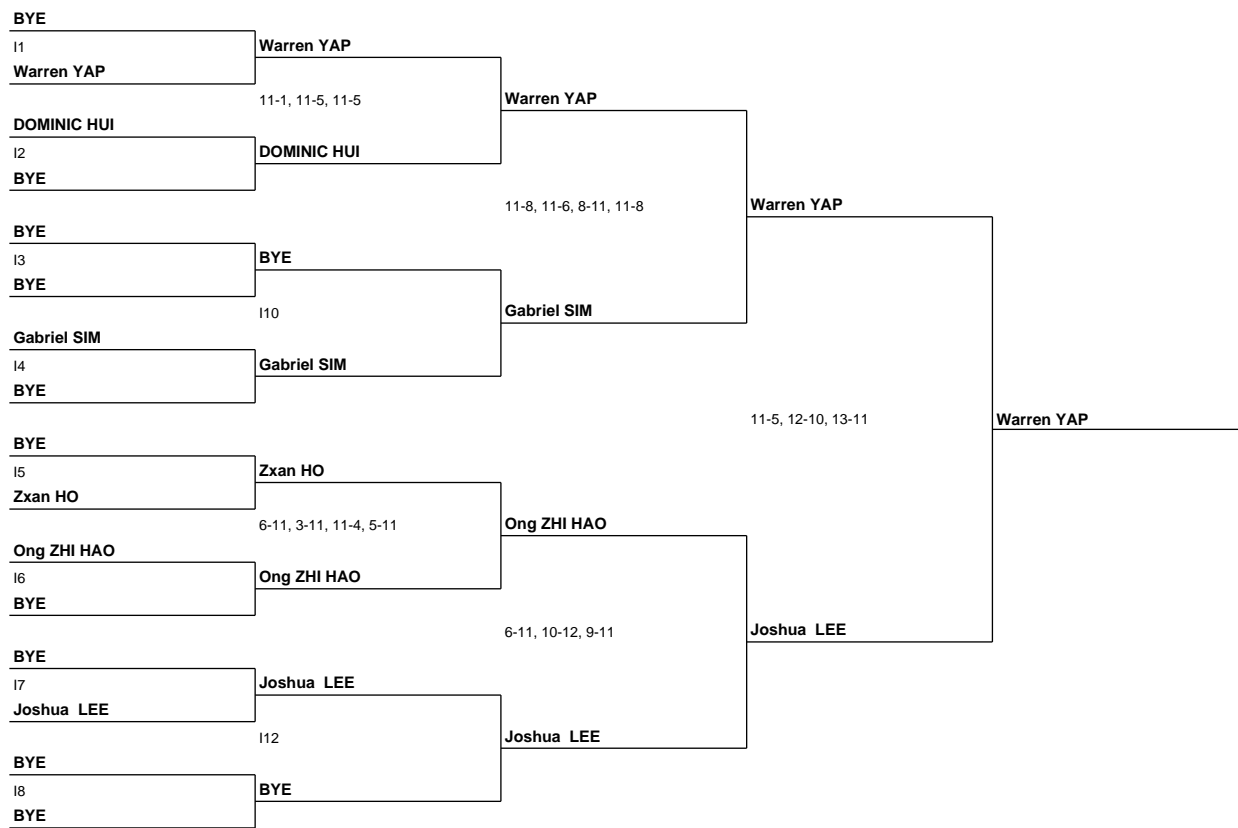 BYE
I1
Warren YAP
Warren YAP
11-1, 11-5, 11-5
Warren YAP
DOMINIC HUI
I2
DOMINIC HUI
BYE
11-8, 11-6, 8-11, 11-8
Warren YAP
BYE
I3
BYE
BYE
I10
Gabriel SIM
Gabriel SIM
I4
Gabriel SIM
BYE
11-5, 12-10, 13-11
Warren YAP
BYE
I5
Zxan HO
Zxan HO
6-11, 3-11, 11-4, 5-11
Ong ZHI HAO
Ong ZHI HAO
I6
Ong ZHI HAO
BYE
6-11, 10-12, 9-11
Joshua  LEE
BYE
I7
Joshua  LEE
Joshua  LEE
I12
Joshua  LEE
BYE
I8
BYE
BYE